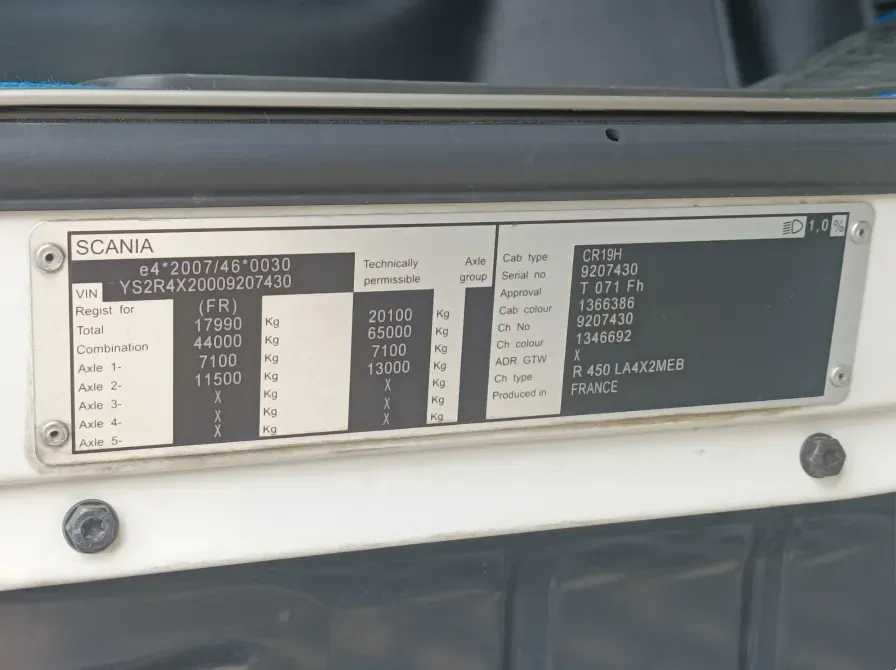 SCANIA
e4*2007/46*0030
VIN YS2R4X20009207430
Technically permissible
Axle group
Regist. for (FR)
Total 17990 Kg 20100 Kg
Combination 44000 Kg 65000 Kg
Axle 1- 7100 Kg 7100 Kg
Axle 2- 11500 Kg 13000 Kg
Axle 3- X Kg X Kg
Axle 4- X Kg X Kg
Axle 5- X Kg X Kg
1,0 %
Cab type CR19H
Serial no 9207430
Approval T 071 Fh
Cab colour 1366386
Ch No 9207430
Ch colour 1346692
ADR GTW X
Ch type R 450 LA4X2MEB
Produced in FRANCE